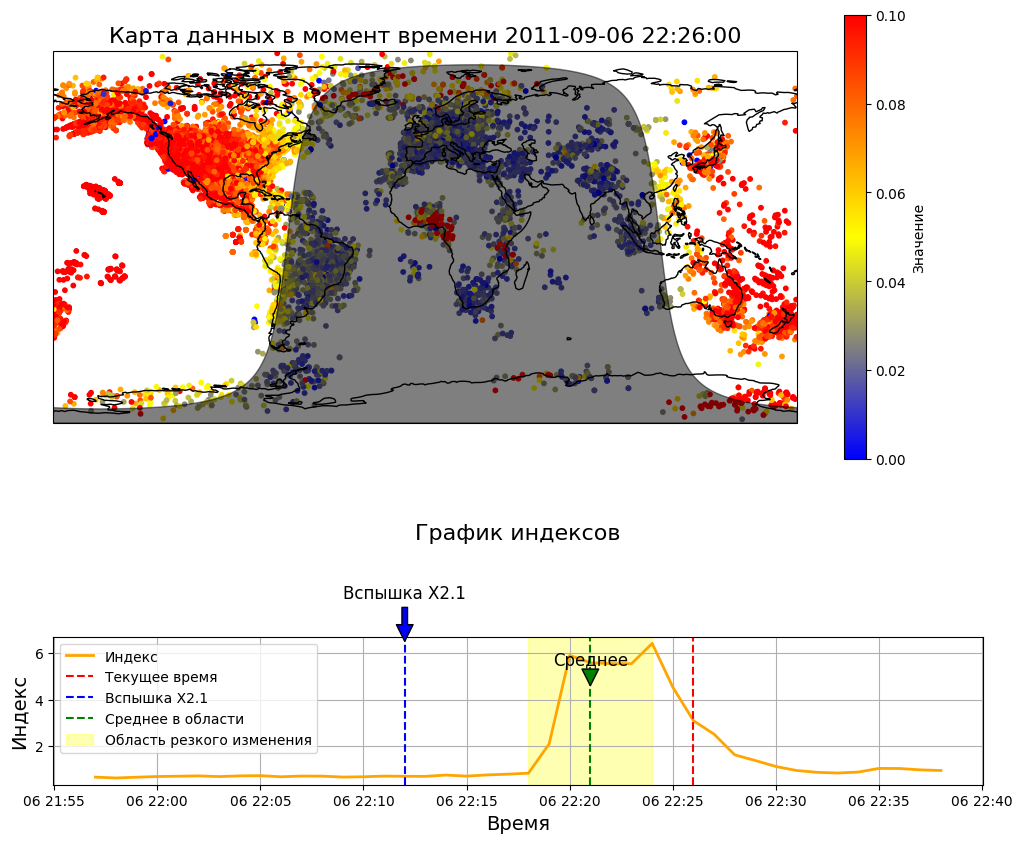 Карта данных в момент времени 2011-09-06 22:26:00
0.10
0.08
0.06
0.04
0.02
0.00
Значение
График индексов
Вспышка X2.1
Среднее
Индекс
6
4
2
Индекс
Текущее время
Вспышка X2.1
Среднее в области
Область резкого изменения
06 21:55 06 22:00 06 22:05 06 22:10 06 22:15 06 22:20 06 22:25 06 22:30 06 22:35 06 22:40
Время